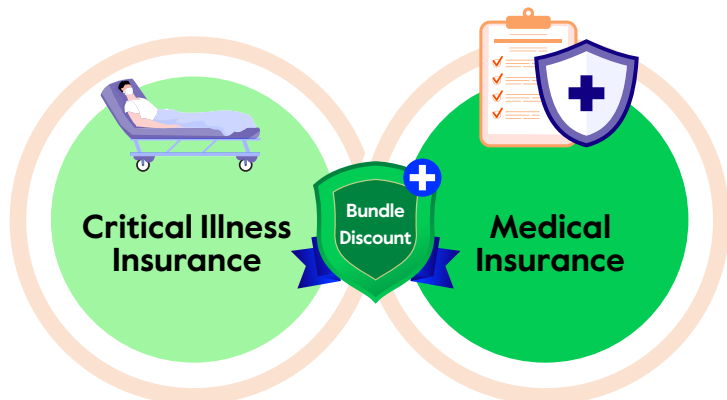 Critical Illness
Insurance
Bundle
Discount
Medical
Insurance